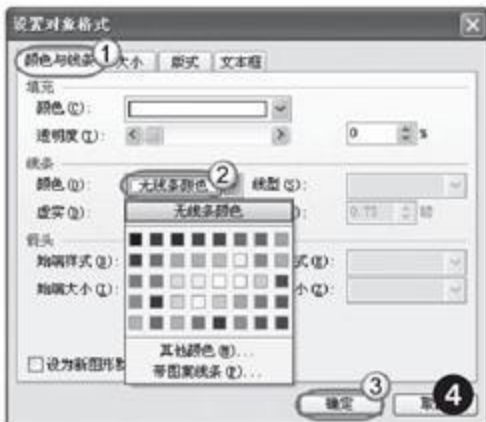 设置对象格式
颜色与线条 1 大小 版式 文本框
填充
颜色(C):
透明度(T): 0 %
线条
颜色(O): 无线条颜色 2 线型(S):
无线条颜色
虚实(D): 0.75 磅
箭头
始端样式(B): 式(E):
始端大小(I): 小(Z):
其他颜色(M)...
带图案线条(P)...
设为新图形默
3
确定 取 4